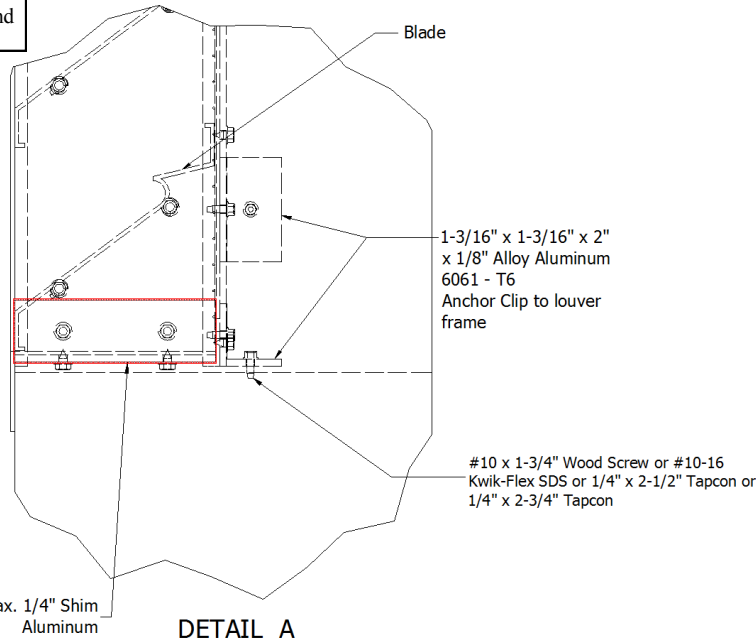 nd
Blade
1-3/16" x 1-3/16" x 2"
x 1/8" Alloy Aluminum
6061 - T6
Anchor Clip to louver
frame
#10 x 1-3/4" Wood Screw or #10-16
Kwik-Flex SDS or 1/4" x 2-1/2" Tapcon or
1/4" x 2-3/4" Tapcon
ax. 1/4" Shim
Aluminum
DETAIL A